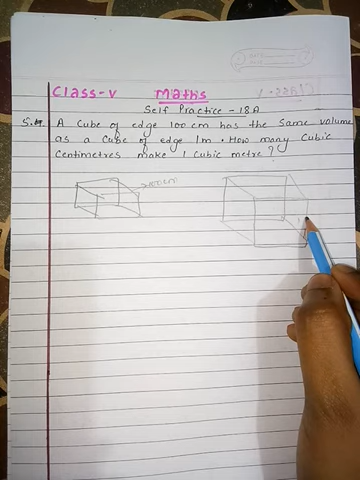 Class-V Maths
Self Practice - 18A
A Cube of edge 100 cm has the same volume
as a Cube of edge 1m. How many Cubic
Centimetres make 1 Cubic metre?